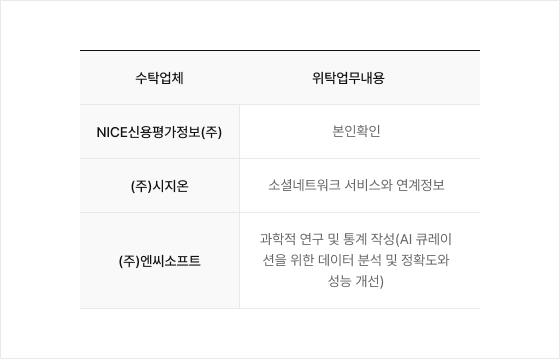 수탁업체 위탁업무내용
NICE신용평가정보(주) 본인확인
(주)시지온 소셜네트워크 서비스와 연계정보
(주)엔씨소프트 과학적 연구 및 통계 작성(AI 큐레이
션을 위한 데이터 분석 및 정확도와
성능 개선)